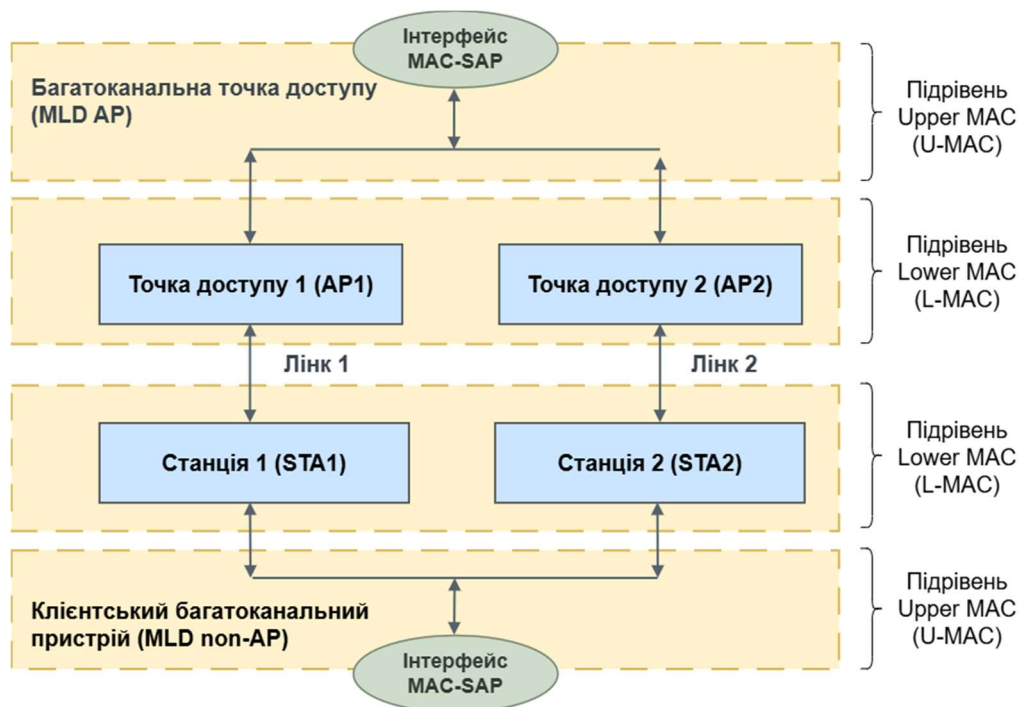 Інтерфейс
MAC-SAP
Багатоканальна точка доступу
(MLD AP)
Підрівень
Upper MAC
(U-MAC)
Точка доступу 1 (AP1)
Точка доступу 2 (AP2)
Підрівень
Lower MAC
(L-MAC)
Лінк 1
Лінк 2
Станція 1 (STA1)
Станція 2 (STA2)
Підрівень
Lower MAC
(L-MAC)
Клієнтський багатоканальний
пристрій (MLD non-AP)
Підрівень
Upper MAC
(U-MAC)
Інтерфейс
MAC-SAP